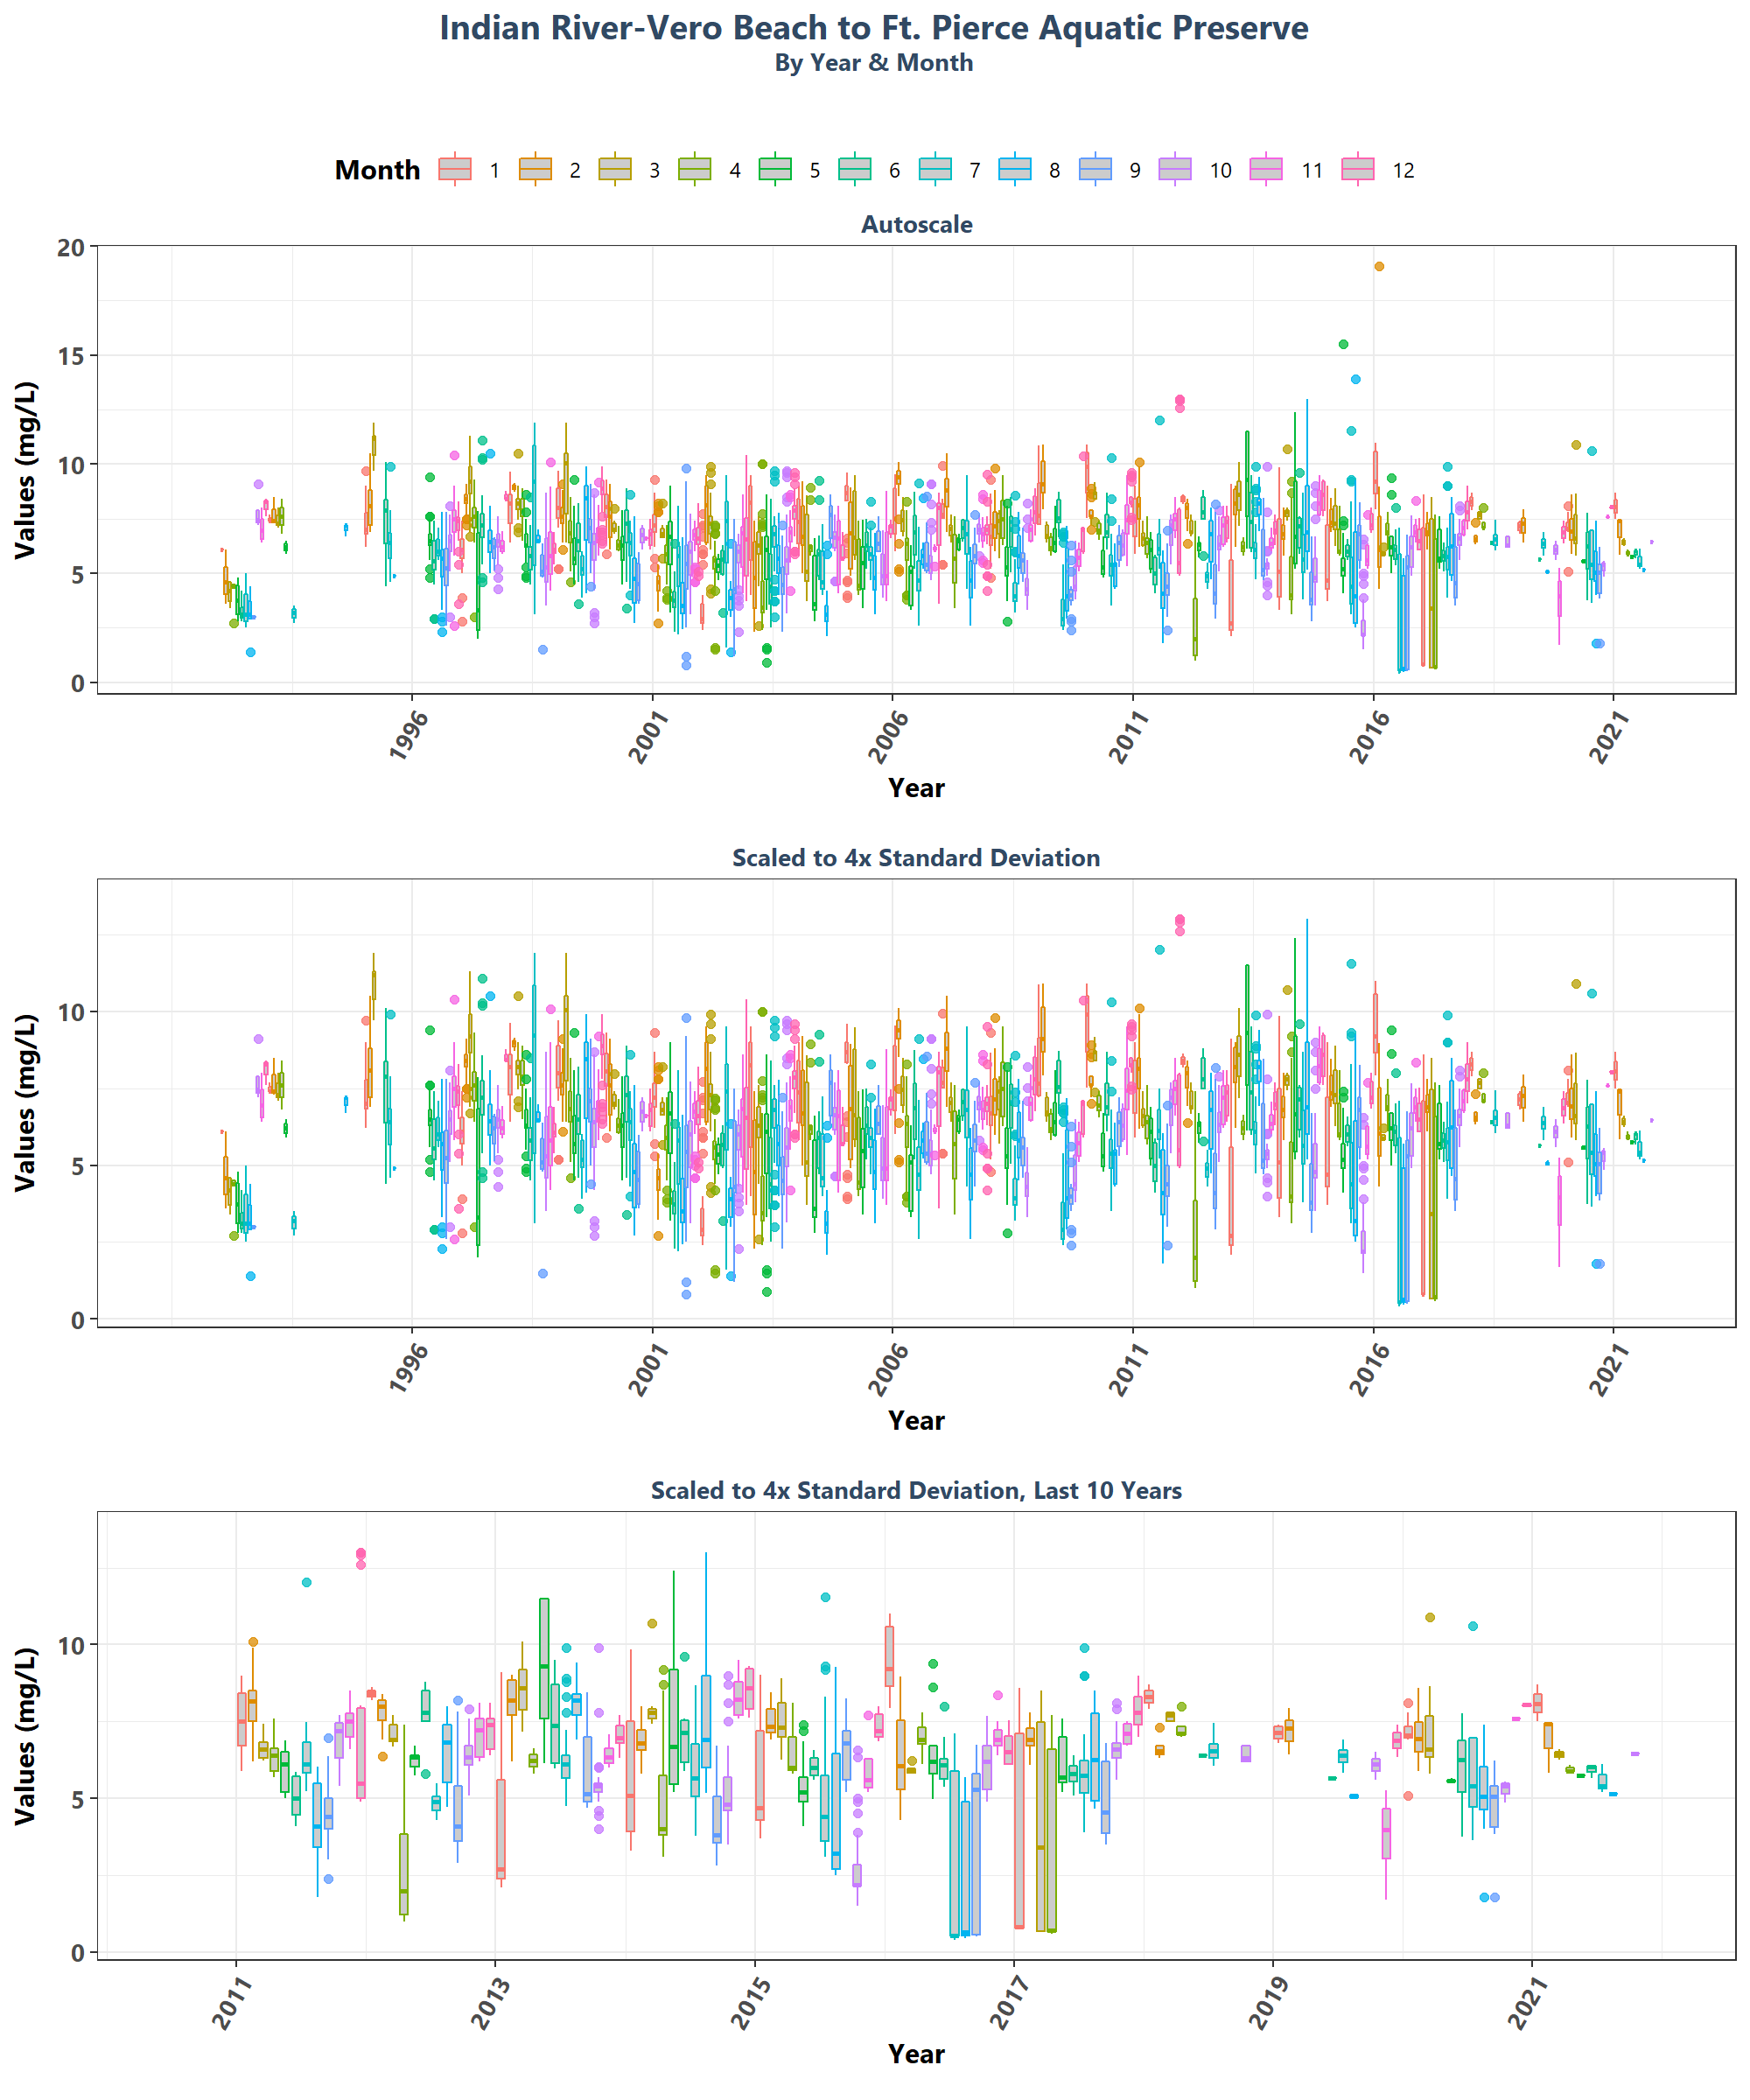 Indian River-Vero Beach to Ft. Pierce Aquatic Preserve
By Year & Month
Month 1 2 3 4 5 6 7 8 9 10 11 12
Autoscale
Values (mg/L)
20
15
10
5
0
1996 2001 2006 2011 2016 2021
Year
Scaled to 4x Standard Deviation
Values (mg/L)
10
5
0
1996 2001 2006 2011 2016 2021
Year
Scaled to 4x Standard Deviation, Last 10 Years
Values (mg/L)
10
5
0
2011 2013 2015 2017 2019 2021
Year